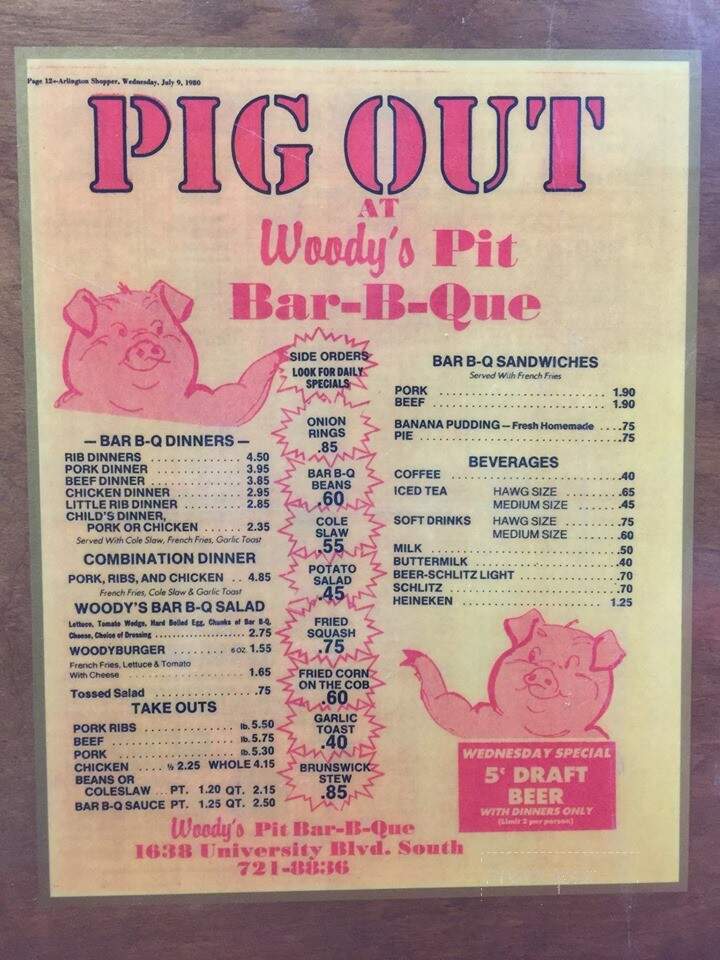 Page 12—Arlington Shopper, Wednesday, July 9, 1980
PIG OUT
AT
Woody's Pit
Bar-B-Que
— BAR B-Q DINNERS —
RIB DINNERS .............. 4.50
PORK DINNER .............. 3.95
BEEF DINNER .............. 3.85
CHICKEN DINNER ........... 2.95
LITTLE RIB DINNER ........ 2.85
CHILD'S DINNER,
PORK OR CHICKEN ...... 2.35
Served With Cole Slaw, French Fries, Garlic Toast
COMBINATION DINNER
PORK, RIBS, AND CHICKEN .. 4.85
French Fries, Cole Slaw & Garlic Toast
WOODY'S BAR B-Q SALAD
Lettuce, Tomato Wedge, Hard Boiled Egg, Chunks of Bar B-Q,
Cheese, Choice of Dressing .............. 2.75
WOODYBURGER ........ 6 OZ. 1.55
French Fries, Lettuce & Tomato
With Cheese .............. 1.65
Tossed Salad .............. .75
TAKE OUTS
PORK RIBS .............. lb. 5.50
BEEF .............. lb. 5.75
PORK .............. lb. 5.30
CHICKEN .... ½ 2.25 WHOLE 4.15
BEANS OR
COLESLAW ... PT. 1.20 QT. 2.15
BAR B-Q SAUCE PT. 1.25 QT. 2.50
SIDE ORDERS
LOOK FOR DAILY
SPECIALS
ONION
RINGS
.85
BAR B-Q
BEANS
.60
COLE
SLAW
.55
POTATO
SALAD
.45
FRIED
SQUASH
.75
FRIED CORN
ON THE COB
.60
GARLIC
TOAST
.40
BRUNSWICK
STEW
.85
BAR B-Q SANDWICHES
Served With French Fries
PORK .............. 1.90
BEEF .............. 1.90
BANANA PUDDING — Fresh Homemade .... .75
PIE .............. .75
BEVERAGES
COFFEE .............. .40
ICED TEA HAWG SIZE ........ .65
MEDIUM SIZE ....... .45
SOFT DRINKS HAWG SIZE ........ .75
MEDIUM SIZE ....... .60
MILK .............. .50
BUTTERMILK .............. .40
BEER-SCHLITZ LIGHT .............. .70
SCHLITZ .............. .70
HEINEKEN .............. 1.25
WEDNESDAY SPECIAL
5¢ DRAFT
BEER
WITH DINNERS ONLY
(Limit 2 per person)
Woody's Pit Bar-B-Que
1638 University Blvd. South
721-8836